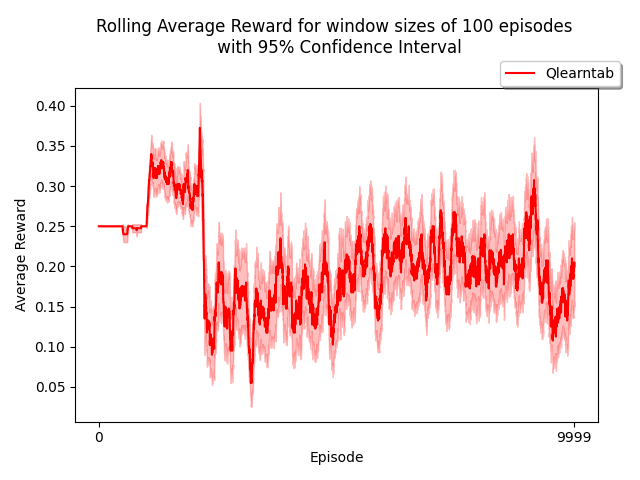 Rolling Average Reward for window sizes of 100 episodes
with 95% Confidence Interval
Qlearntab
0.40
0.35
0.30
0.25
0.20
0.15
0.10
0.05
Average Reward
0
9999
Episode